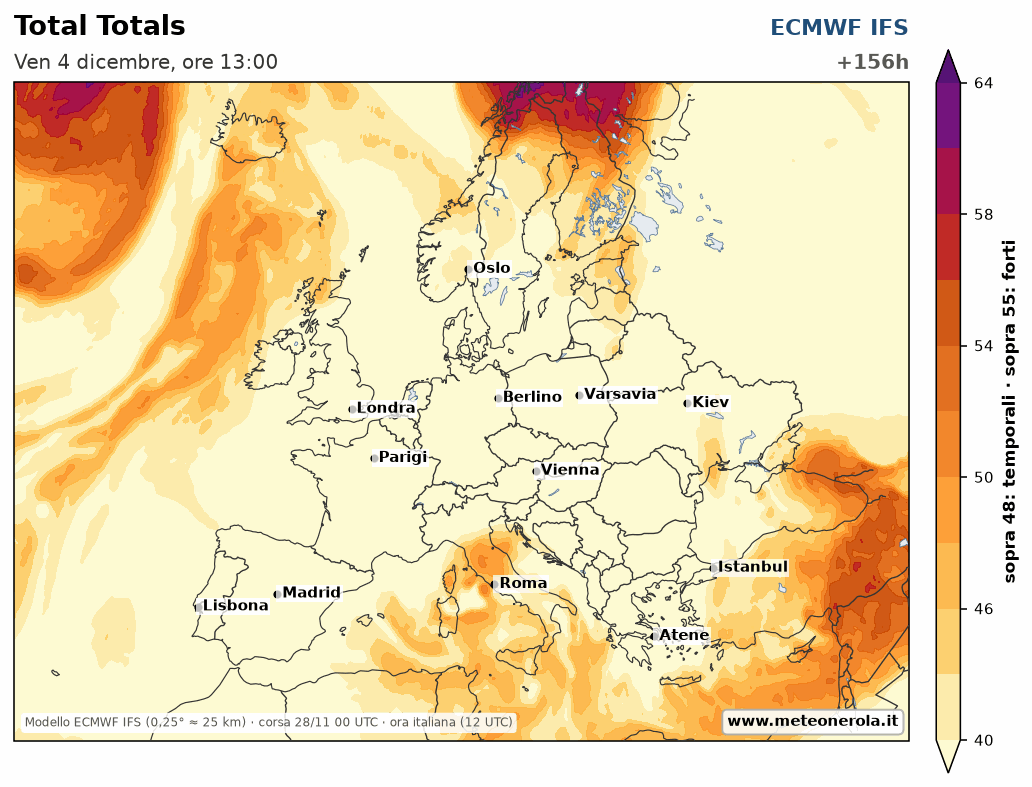 Total Totals
ECMWF IFS
Ven 4 dicembre, ore 13:00
+156h
Oslo
Londra
Berlino
Varsavia
Kiev
Parigi
Vienna
Istanbul
Roma
Madrid
Lisbona
Atene
Modello ECMWF IFS (0,25° ≈ 25 km) · corsa 28/11 00 UTC · ora italiana (12 UTC)
www.meteonerola.it
64
58
54
50
46
40
sopra 48: temporali · sopra 55: forti